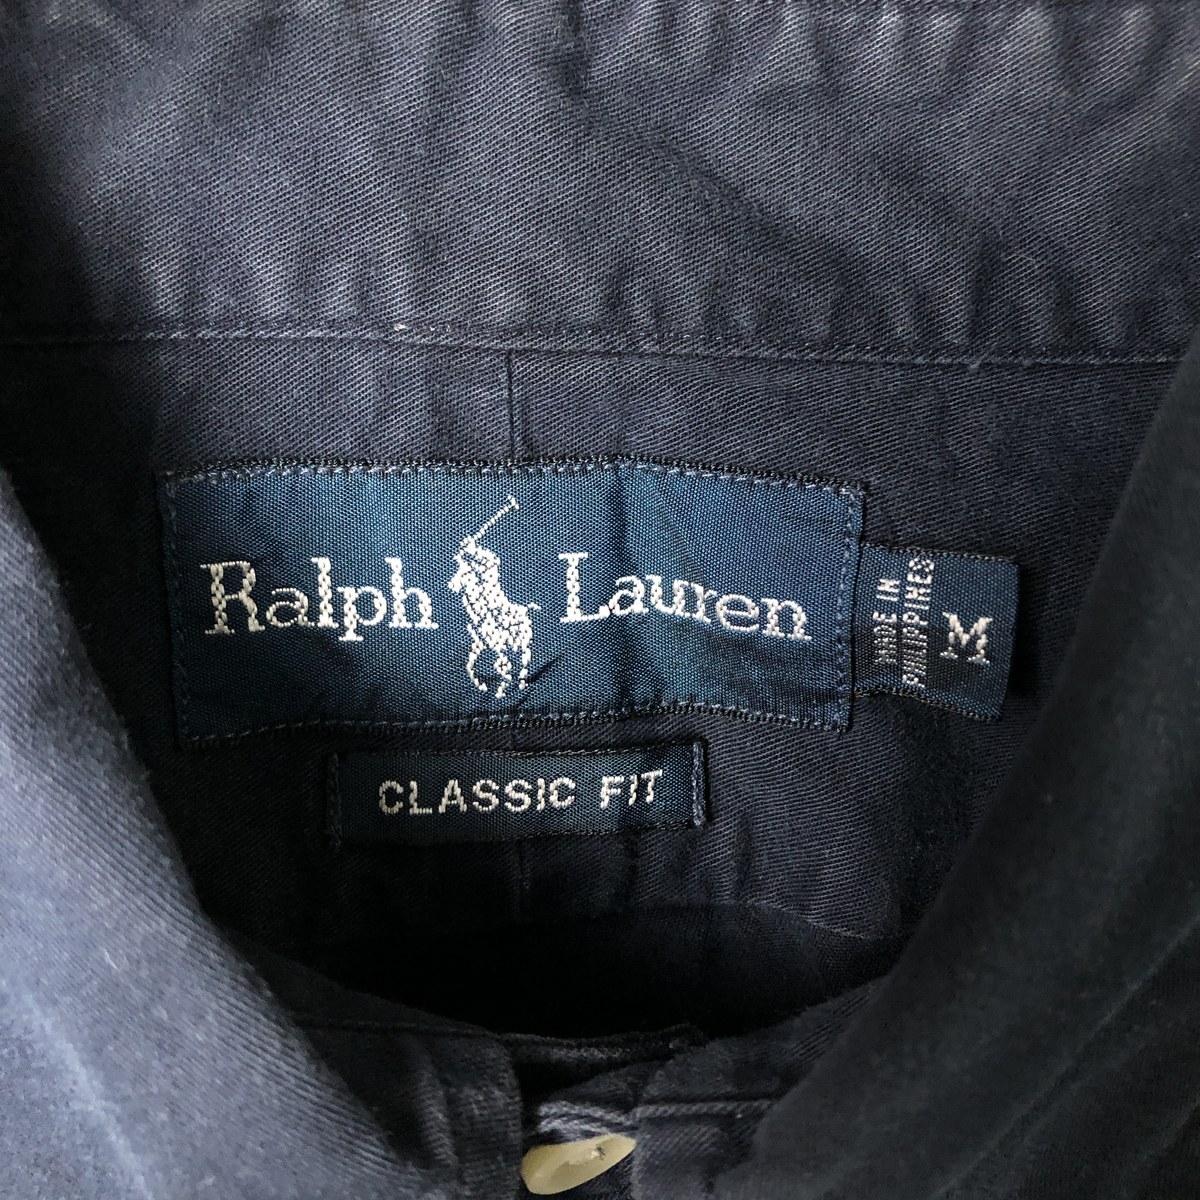 Ralph Lauren
MADE IN
PHILIPPINES
M
CLASSIC FIT